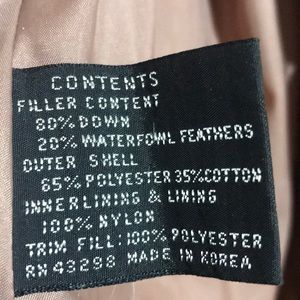 CONTENTS
FILLER CONTENT
80% DOWN
20% WATERFOWL FEATHERS
OUTER SHELL
65% POLYESTER 35% COTTON
INNERLINING & LINING
100% NYLON
TRIM FILL: 100% POLYESTER
RN 43298 MADE IN KOREA